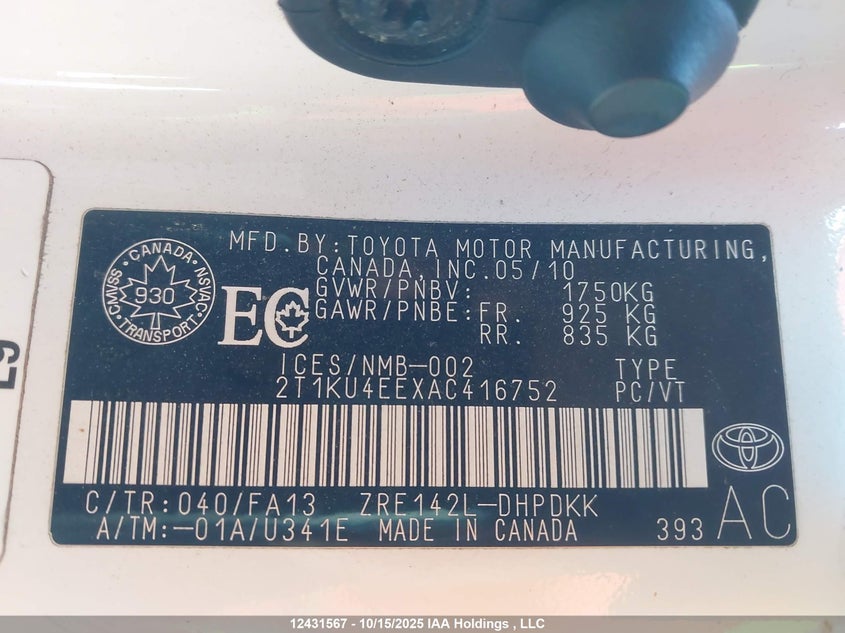 MFD.BY:TOYOTA MOTOR MANUFACTURING,
CANADA, INC.05/10
GVWR/PNBV: 1750KG
GAWR/PNBE:FR. 925 KG
RR. 835 KG
CANADA
CMVSS 930 NSVAC
TRANSPORT
EC
ICES/NMB-002 TYPE
2T1KU4EEXAC416752 PC/VT
C/TR:040/FA13 ZRE142L-DHPDKK
A/TM:-01A/U341E MADE IN CANADA 393 AC
12431567 - 10/15/2025 IAA Holdings , LLC